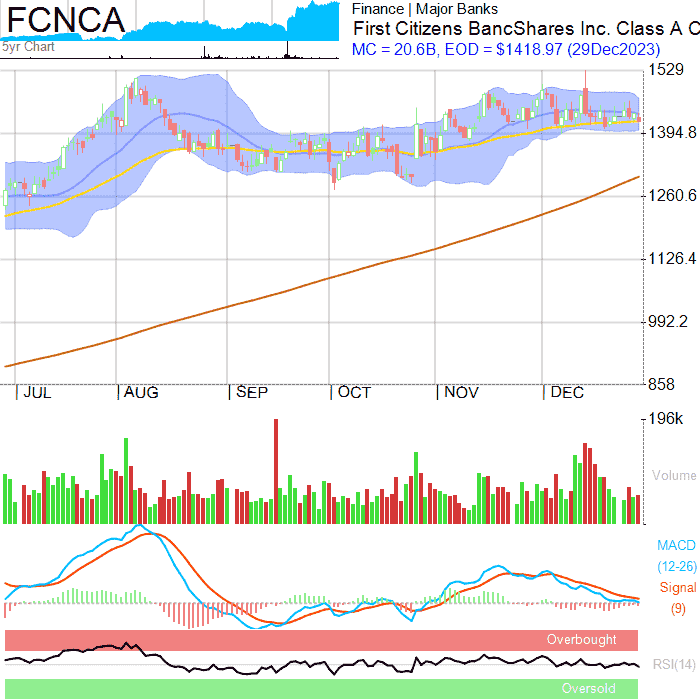 FCNCA
5yr Chart
Finance | Major Banks
First Citizens BancShares Inc. Class A C
MC = 20.6B, EOD = $1418.97 (29Dec2023)
1529
1394.8
1260.6
1126.4
992.2
858
JUL AUG SEP OCT NOV DEC
196k
Volume
MACD
(12-26)
Signal
(9)
Overbought
RSI(14)
Oversold